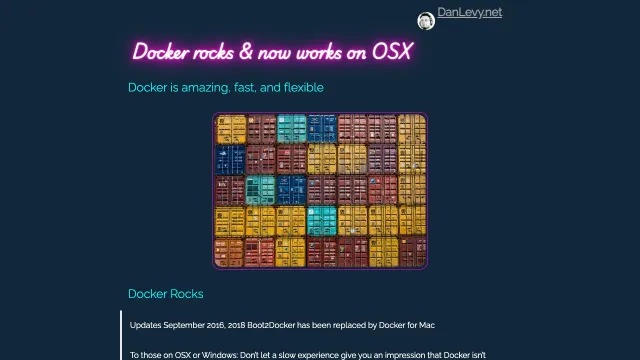 DanLevy.net
Docker rocks & now works on OSX
Docker is amazing, fast, and flexible
Docker Rocks
Updates September 2016, 2018 Boot2Docker has been replaced by Docker for Mac
To those on OSX or Windows: Don't let a slow experience give you an impression that Docker isn't